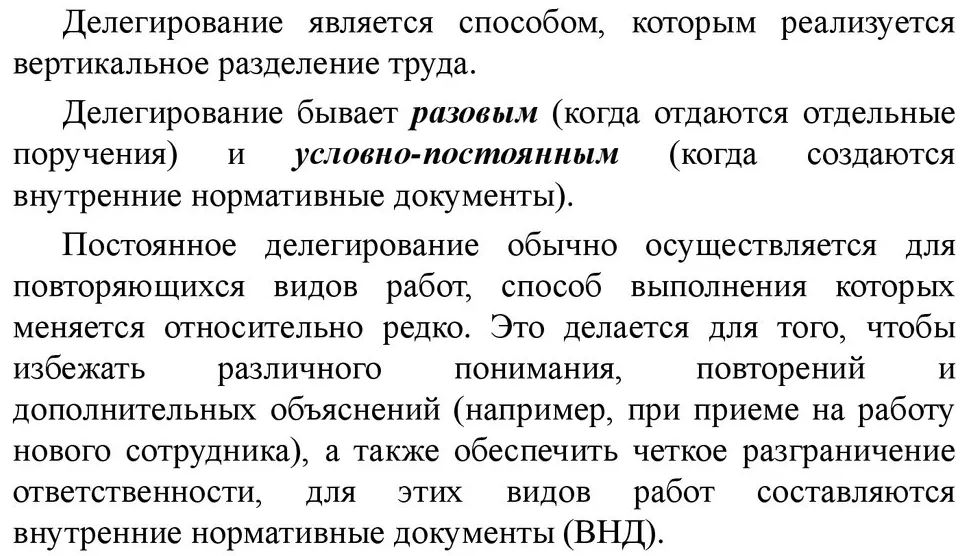 Делегирование является способом, которым реализуется
вертикальное разделение труда.
Делегирование бывает разовым (когда отдаются отдельные
поручения) и условно-постоянным (когда создаются
внутренние нормативные документы).
Постоянное делегирование обычно осуществляется для
повторяющихся видов работ, способ выполнения которых
меняется относительно редко. Это делается для того, чтобы
избежать различного понимания, повторений и
дополнительных объяснений (например, при приеме на работу
нового сотрудника), а также обеспечить четкое разграничение
ответственности, для этих видов работ составляются
внутренние нормативные документы (ВНД).